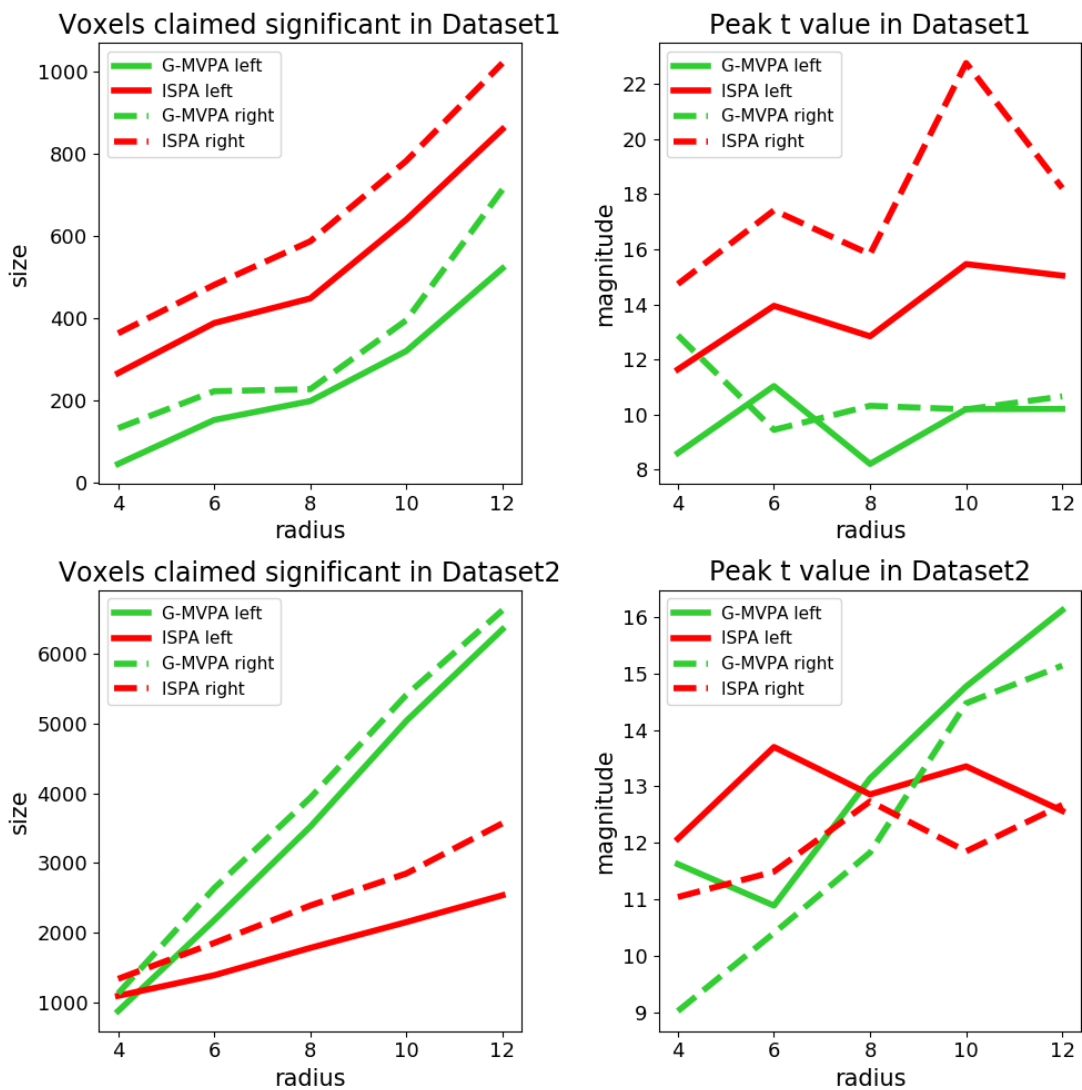 Voxels claimed significant in Dataset1
G-MVPA left
ISPA left
G-MVPA right
ISPA right
1000
800
600
400
200
0
size
4 6 8 10 12
radius
Peak t value in Dataset1
G-MVPA left
ISPA left
G-MVPA right
ISPA right
22
20
18
16
14
12
10
8
magnitude
4 6 8 10 12
radius
Voxels claimed significant in Dataset2
G-MVPA left
ISPA left
G-MVPA right
ISPA right
6000
5000
4000
3000
2000
1000
size
4 6 8 10 12
radius
Peak t value in Dataset2
G-MVPA left
ISPA left
G-MVPA right
ISPA right
16
15
14
13
12
11
10
9
magnitude
4 6 8 10 12
radius